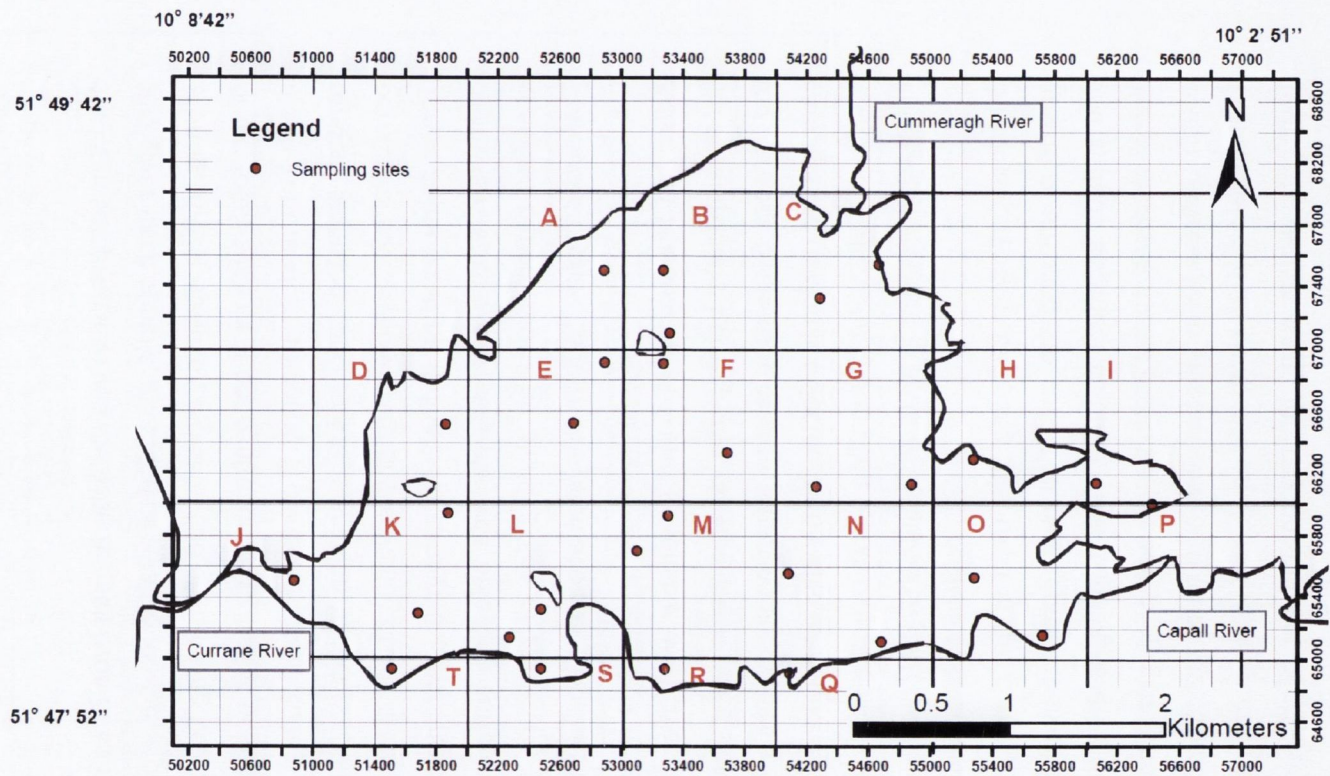 10° 8'42”
10° 2' 51”
50200 50600 51000 51400 51800 52200 52600 53000 53400 53800 54200 54600 55000 55400 55800 56200 56600 57000
51° 49' 42”
68600
68200
67800
67400
67000
66600
66200
65800
65400
65000
64600
Legend
Sampling sites
Cummeragh River
N
A B C
D E F G H I
J K L M N O P
Currane River
Capall River
T S R Q
51° 47' 52”
0 0.5 1 2
Kilometers
50200 50600 51000 51400 51800 52200 52600 53000 53400 53800 54200 54600 55000 55400 55800 56200 56600 57000